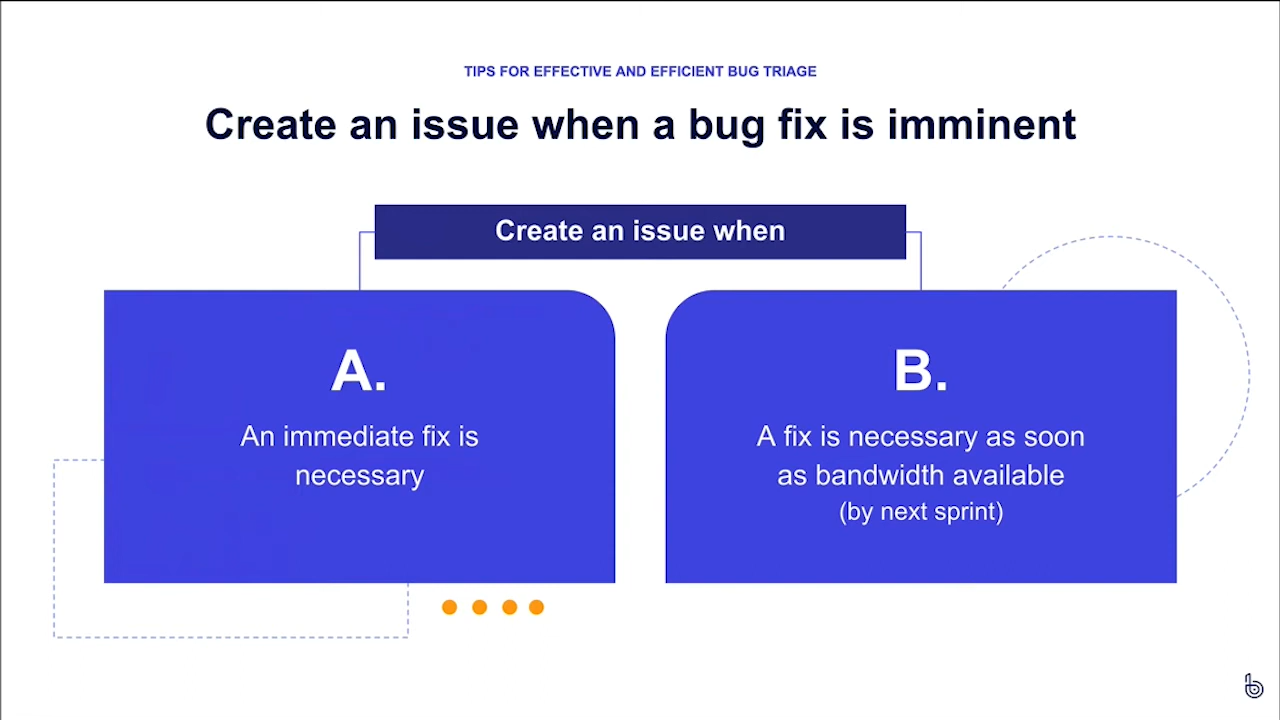 TIPS FOR EFFECTIVE AND EFFICIENT BUG TRIAGE
Create an issue when a bug fix is imminent
Create an issue when
A.
An immediate fix is
necessary
B.
A fix is necessary as soon
as bandwidth available
(by next sprint)